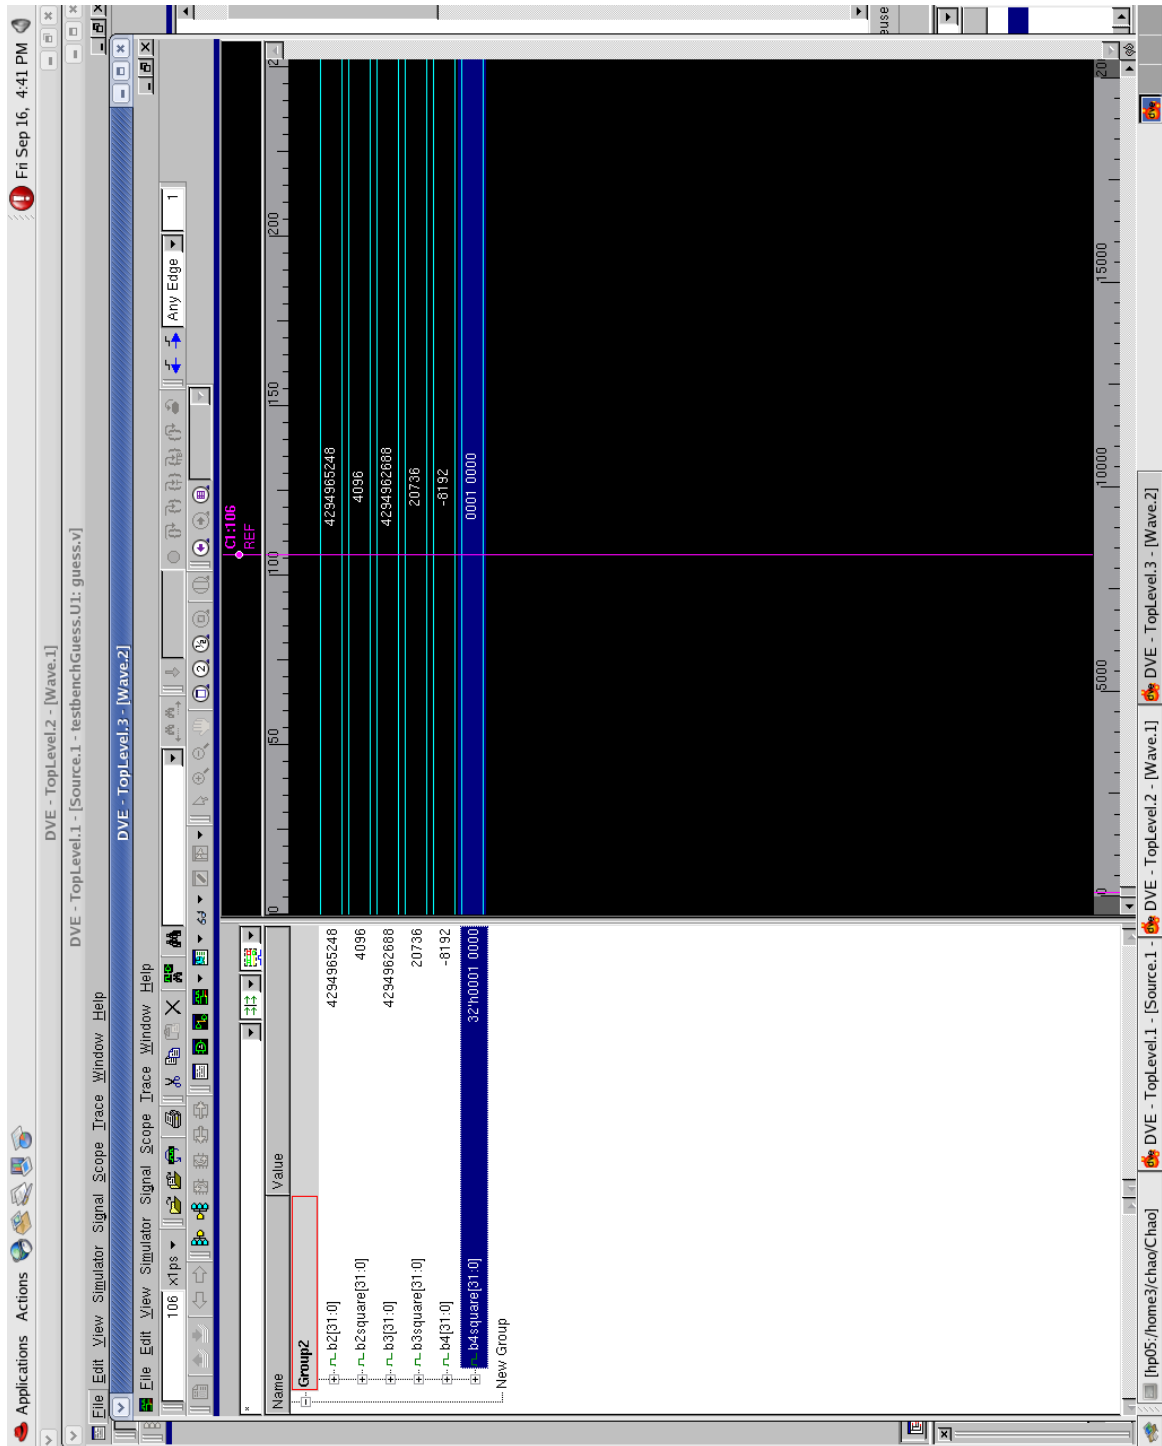 Applications Actions Fri Sep 16, 4:41 PM
DVE - TopLevel.2 - [Wave.1]
DVE - TopLevel.1 - [Source.1 - testbenchGuess.U1: guess.v]
File Edit View Simulator Signal Scope Trace Window Help
DVE - TopLevel.3 - [Wave.2]
File Edit View Simulator Signal Scope Trace Window Help
106 x1ps Any Edge 1
C1:106
REF
Name Value
0 50 100 150 200
Group2
b2[31:0] 4294965248 4294965248
b2square[31:0] 4096 4096
b3[31:0] 4294962688 4294962688
b3square[31:0] 20736 20736
b4[31:0] -8192 -8192
b4square[31:0] 32'h0001 0000 0001 0000
New Group
0 5000 10000 15000 20
[hp05:/home3/chao/Chao] DVE - TopLevel.1 - [Source.1 - DVE - TopLevel.2 - [Wave.1] DVE - TopLevel.3 - [Wave.2]